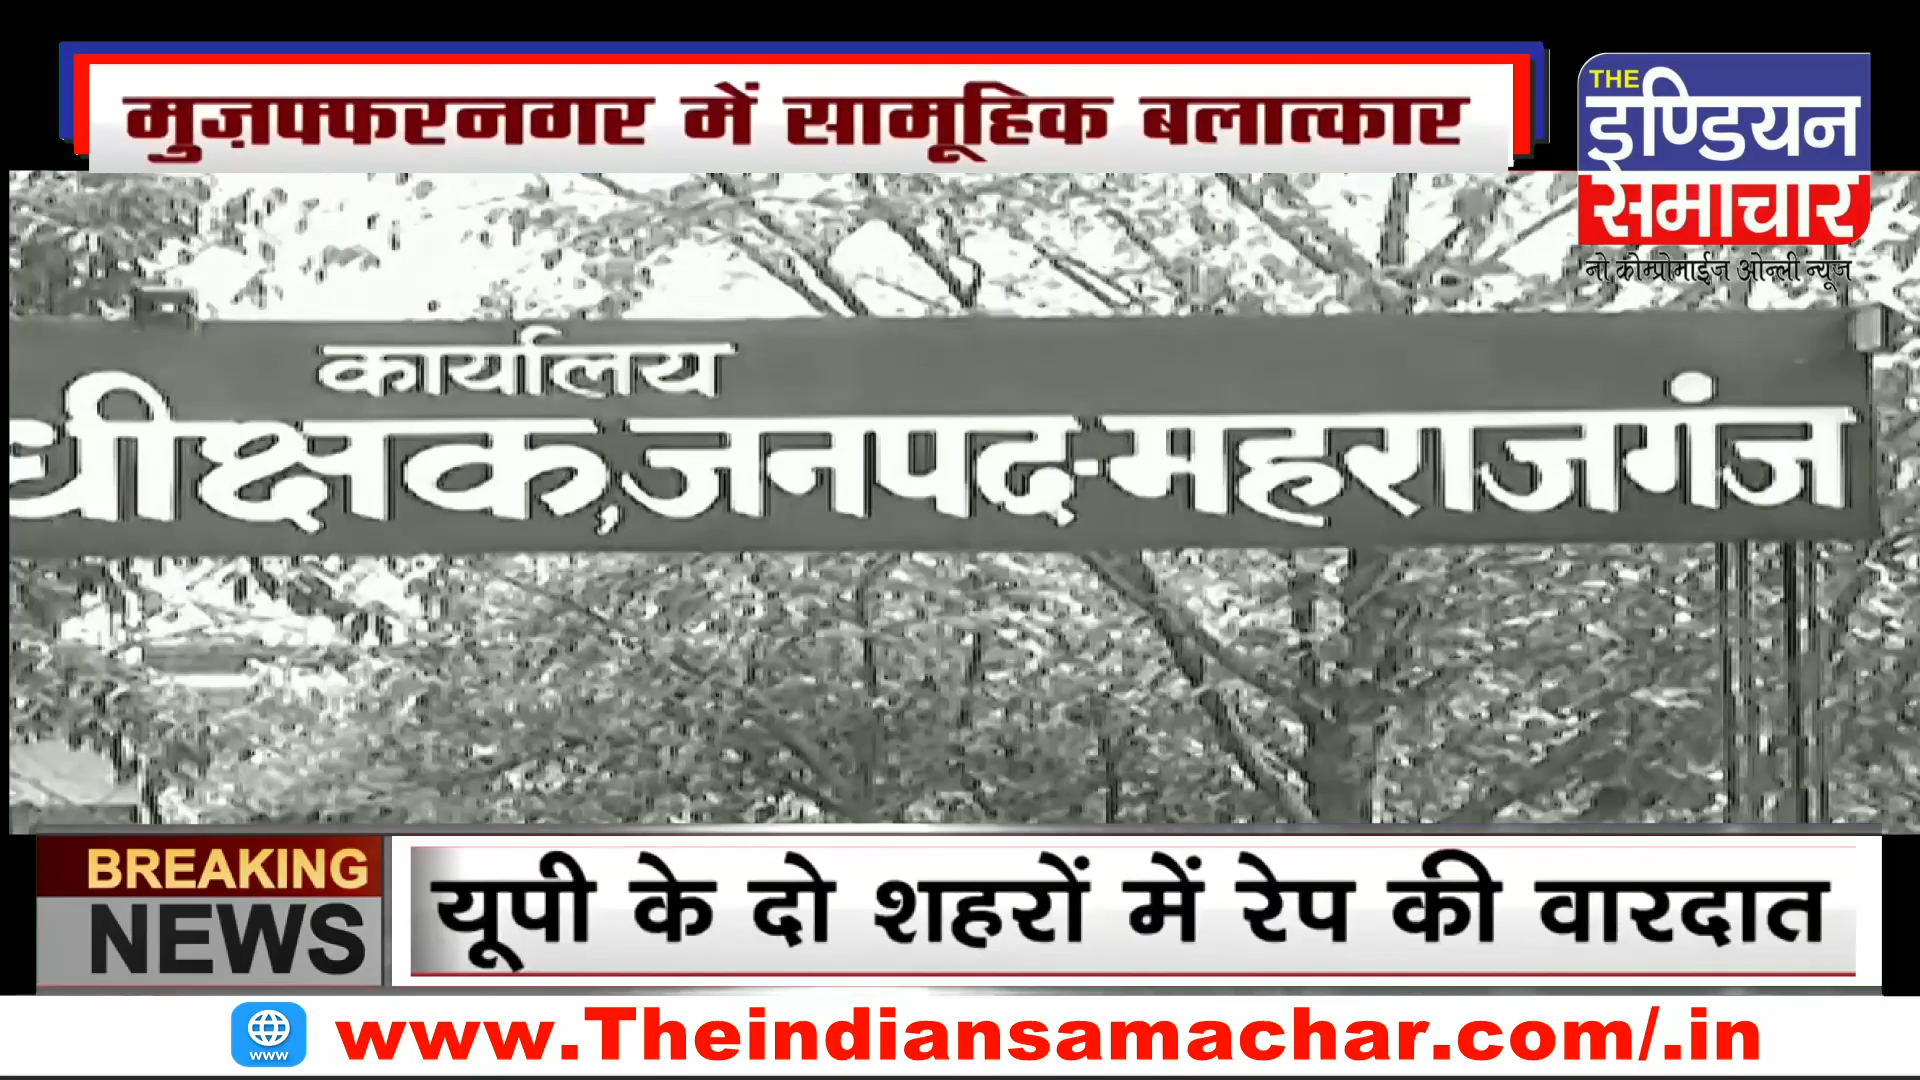 मुज़फ्फरनगर में सामूहिक बलात्कार
THE
इण्डियन
समाचार
नो कोम्प्रोमाईज ओन्ली न्यूज
कार्यालय
धीक्षक, जनपद-महराजगंज
BREAKING
NEWS
यूपी के दो शहरों में रेप की वारदात
www
www.Theindiansamachar.com/.in